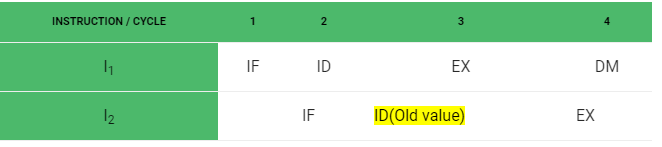 INSTRUCTION / CYCLE 1 2 3 4
I₁ IF ID EX DM
I₂ IF ID(Old value) EX